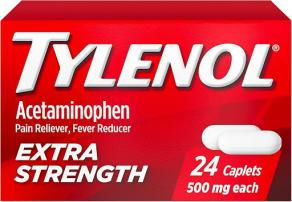 TYLENOL®
Acetaminophen
Pain Reliever, Fever Reducer
EXTRA
STRENGTH
24 Caplets
500 mg each